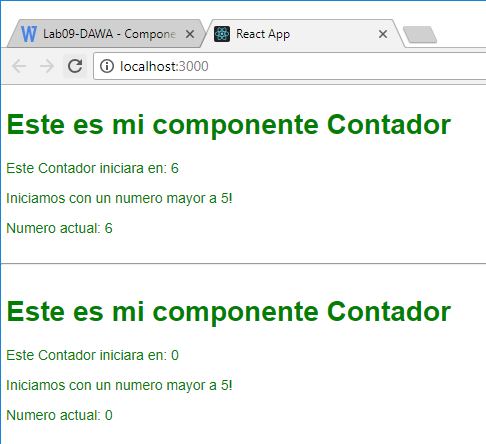 Lab09-DAWA - Compone
React App
localhost:3000
Este es mi componente Contador
Este Contador iniciara en: 6
Iniciamos con un numero mayor a 5!
Numero actual: 6
Este es mi componente Contador
Este Contador iniciara en: 0
Iniciamos con un numero mayor a 5!
Numero actual: 0